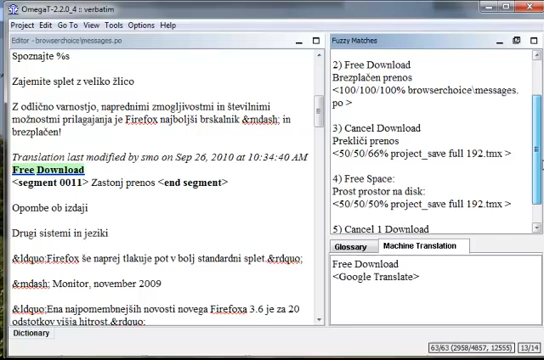 OmegaT-2.2.0_4 :: verbatim
Project Edit Go To View Tools Options Help
Editor - browserchoice\messages.po
Spoznajte %s
Zajemite splet z veliko žlico
Z odlično varnostjo, naprednimi zmogljivostmi in številnimi
možnostmi prilagajanja je Firefox najboljši brskalnik &mdash; in
brezplačen!
Translation last modified by smo on Sep 26, 2010 at 10:34:40 AM
Free Download
<segment 0011> Zastonj prenos <end segment>
Opombe ob izdaji
Drugi sistemi in jeziki
&ldquo;Firefox še naprej tlakuje pot v bolj standardni splet.&rdquo;
&mdash; Monitor, november 2009
&ldquo;Ena najpomembnejših novosti novega Firefoxa 3.6 je za 20
odstotkov višja hitrost.&rdquo;
Dictionary
Fuzzy Matches
2) Free Download
Brezplačen prenos
<100/100/100% browserchoice\messages.
po >
3) Cancel Download
Prekliči prenos
<50/50/66% project_save full 192.tmx >
4) Free Space:
Prost prostor na disku:
<50/50/50% project_save full 192.tmx >
5) Cancel 1 Download
Glossary Machine Translation
Free Download
<Google Translate>
63/63 (2958/4857, 12555) 13/14